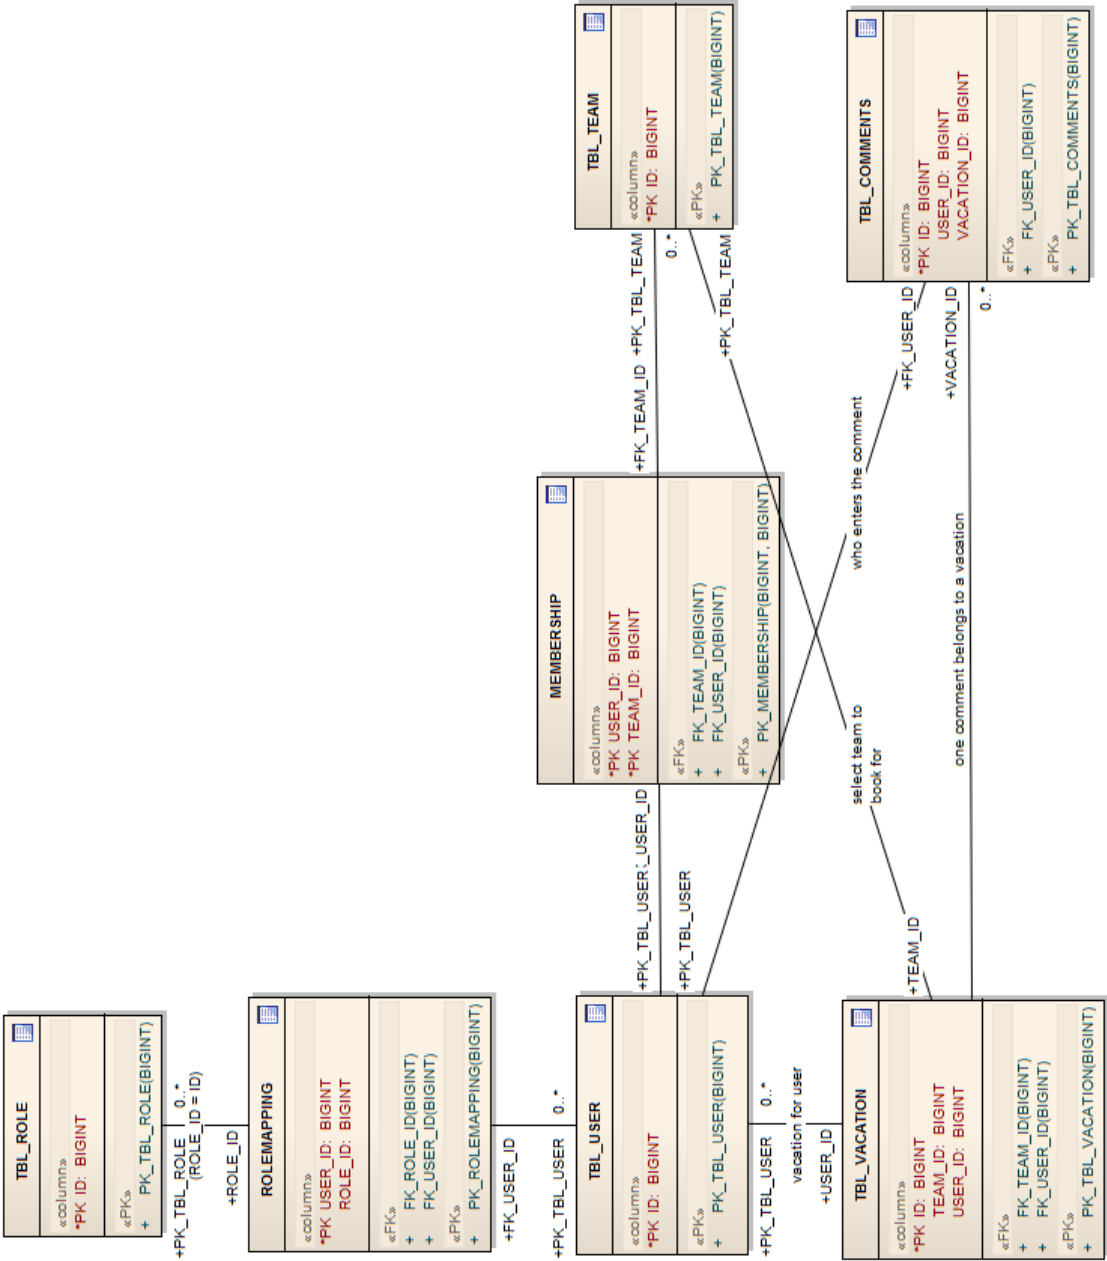 TBL_ROLE
«column»
*PK ID: BIGINT
«PK»
+ PK_TBL_ROLE(BIGINT)
+PK_TBL_ROLE 0..*
(ROLE_ID = ID)
+ROLE_ID
ROLEMAPPING
«column»
*PK USER_ID: BIGINT
ROLE_ID: BIGINT
«FK»
+ FK_ROLE_ID(BIGINT)
+ FK_USER_ID(BIGINT)
«PK»
+ PK_ROLEMAPPING(BIGINT)
+FK_USER_ID
+PK_TBL_USER 0..*
TBL_USER
«column»
*PK ID: BIGINT
«PK»
+ PK_TBL_USER(BIGINT)
+PK_TBL_USER 0..*
vacation for user
+USER_ID
TBL_VACATION
«column»
*PK ID: BIGINT
TEAM_ID: BIGINT
USER_ID: BIGINT
«FK»
+ FK_TEAM_ID(BIGINT)
+ FK_USER_ID(BIGINT)
«PK»
+ PK_TBL_VACATION(BIGINT)
+PK_TBL_USER _USER_ID
+PK_TBL_USER
MEMBERSHIP
«column»
*PK USER_ID: BIGINT
*PK TEAM_ID: BIGINT
«FK»
+ FK_TEAM_ID(BIGINT)
+ FK_USER_ID(BIGINT)
«PK»
+ PK_MEMBERSHIP(BIGINT, BIGINT)
+FK_TEAM_ID +PK_TBL_TEAM
0..*
+PK_TBL_TEAM
TBL_TEAM
«column»
*PK ID: BIGINT
«PK»
+ PK_TBL_TEAM(BIGINT)
+TEAM_ID
select team to
book for
who enters the comment
one comment belongs to a vacation
+FK_USER_ID
+VACATION_ID
0..*
TBL_COMMENTS
«column»
*PK ID: BIGINT
USER_ID: BIGINT
VACATION_ID: BIGINT
«FK»
+ FK_USER_ID(BIGINT)
«PK»
+ PK_TBL_COMMENTS(BIGINT)